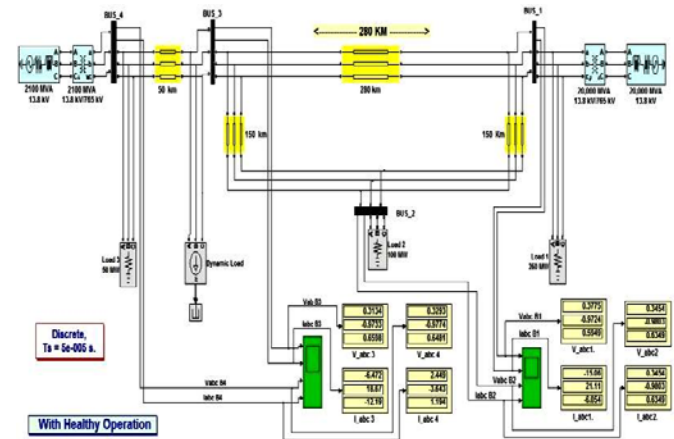 BUS_4
BUS_3
280 KM
BUS_1
2100 MVA
13.8 kV
2100 MVA
13.8 kV/765 kV
50 km
280 km
20,000 MVA
13.8 kV/765 kV
20,000 MVA
13.8 kV
150 km
150 Km
BUS_2
Load 3
50 MW
Dynamic Load
Load 2
100 MW
Load 1
360 MW
Discrete,
Ts = 5e-005 s.
With Healthy Operation
Vab B3
Iabc B3
Vabc B4
Iabc B4
0.3134
-0.9733
0.6598
V_abc 3
0.3293
-0.9774
0.6481
V_abc 4
-6.472
18.67
-12.19
I_abc 3
2.449
-3.643
1.194
I_abc 4
Vabc B1
Iabc B1
Vabc B2
Iabc B2
0.3775
-0.9724
0.5949
V_abc1.
0.3454
-0.9803
0.6349
V_abc2
-11.06
21.11
I_abc1.
0.3454
-0.9803
0.6349
I_abc2.